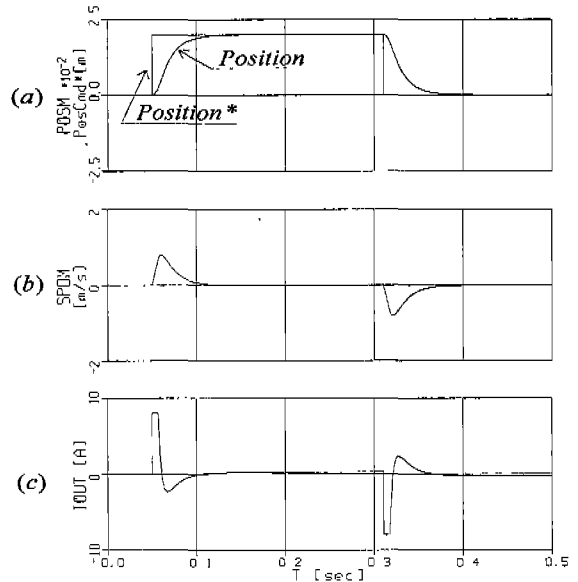 (a)
POSM *10-2
,PosCmd*Cm
2.5
0.0
-2.5
Position
Position*
(b)
SPDM
[m/s]
2
0
-2
(c)
IOUT [A]
10
0
-10
-0.0
0.1
0.2
0.3
0.4
0.5
T [sec]